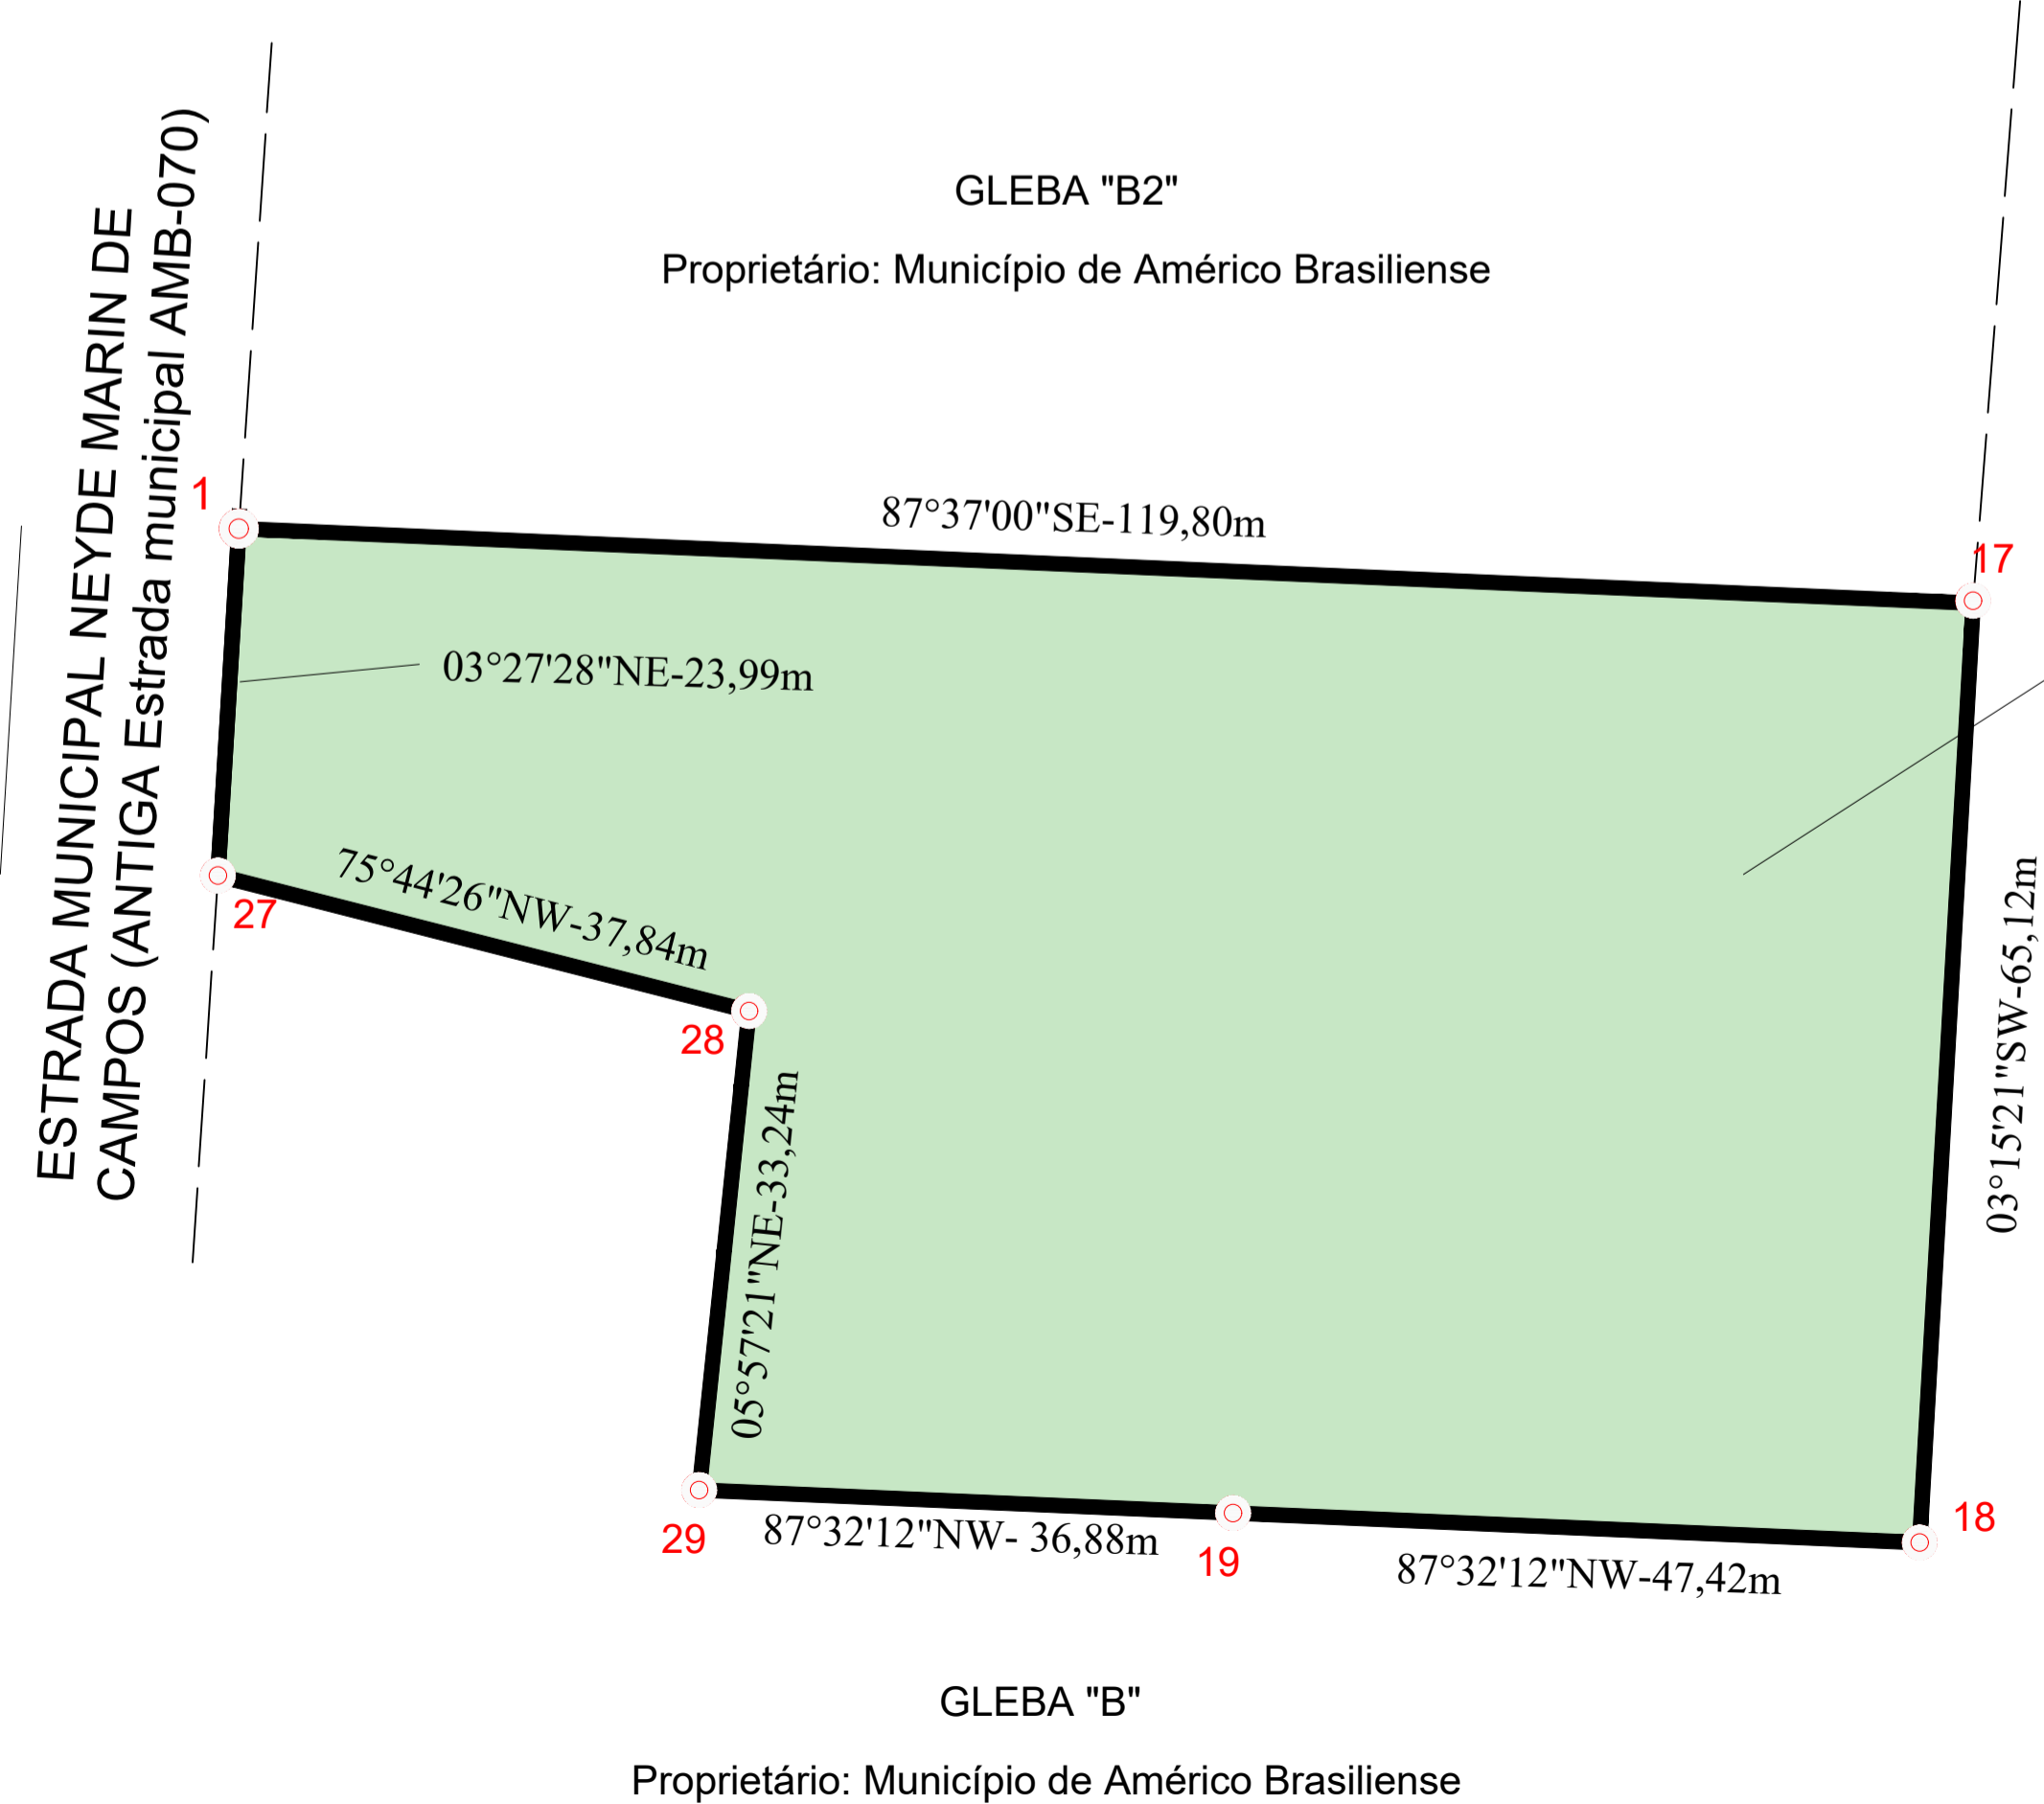 GLEBA "B2"
Proprietário: Município de Américo Brasiliense
ESTRADA MUNICIPAL NEYDE MARIN DE
CAMPOS (ANTIGA Estrada municipal AMB-070)
1
87°37'00"SE-119,80m
17
03°27'28"NE-23,99m
75°44'26"NW-37,84m
27
28
03°15'21"SW-65,12m
05°57'21"NE-33,24m
29
87°32'12"NW- 36,88m
19
87°32'12"NW-47,42m
18
GLEBA "B"
Proprietário: Município de Américo Brasiliense